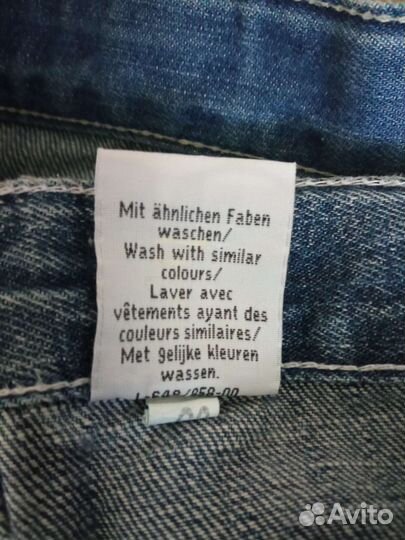 Mit ähnlichen Faben
waschen/
Wash with similar
colours/
Laver avec
vêtements ayant des
couleurs similaires/
Met gelijke kleuren
wassen.
Avito